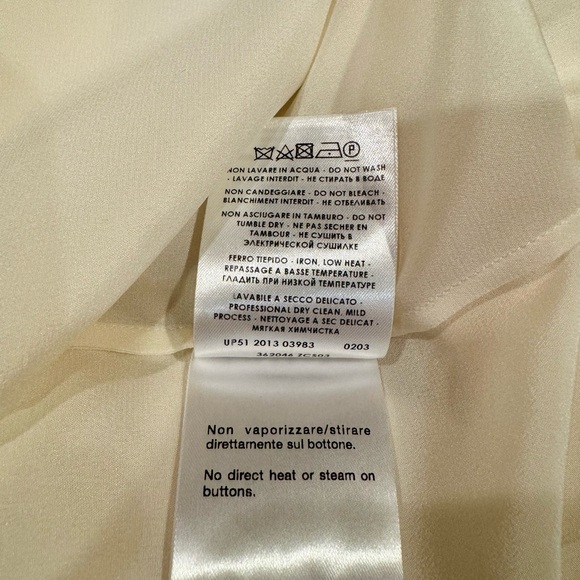 P
NON LAVARE IN ACQUA - DO NOT WASH
- LAVAGE INTERDIT - НЕ СТИРАТЬ В ВОДЕ
NON CANDEGGIARE - DO NOT BLEACH -
BLANCHIMENT INTERDIT - НЕ ОТБЕЛИВАТЬ
NON ASCIUGARE IN TAMBURO - DO NOT
TUMBLE DRY - NE PAS SÉCHER EN
TAMBOUR - НЕ СУШИТЬ В
ЭЛЕКТРИЧЕСКОЙ СУШИЛКЕ
FERRO TIEPIDO - IRON, LOW HEAT -
REPASSAGE A BASSE TEMPERATURE -
ГЛАДИТЬ ПРИ НИЗКОЙ ТЕМПЕРАТУРЕ
LAVABILE A SECCO DELICATO -
PROFESSIONAL DRY CLEAN, MILD
PROCESS - NETTOYAGE A SEC DELICAT -
МЯГКАЯ ХИМЧИСТКА
UP51 2013 03983 0203
362046 ZC503
Non vaporizzare/stirare
direttamente sul bottone.
No direct heat or steam on
buttons.